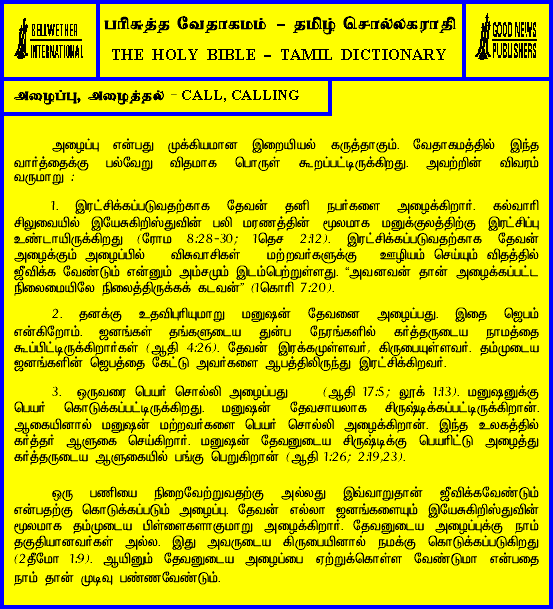 BELLWETHER
INTERNATIONAL
பரிசுத்த வேதாகமம் – தமிழ் சொல்லகராதி
THE HOLY BIBLE – TAMIL DICTIONARY
GOOD NEWS
PUBLISHERS
அழைப்பு, அழைத்தல் – CALL, CALLING
அழைப்பு என்பது முக்கியமான இறையியல் கருத்தாகும். வேதாகமத்தில் இந்த
வார்த்தைக்கு பல்வேறு விதமாக பொருள் கூறப்பட்டிருக்கிறது. அவற்றின் விவரம்
வருமாறு :
1. இரட்சிக்கப்படுவதற்காக தேவன் தனி நபர்களை அழைக்கிறார். கல்வாரி
சிலுவையில் இயேசுகிறிஸ்துவின் பலி மரணத்தின் மூலமாக மனுக்குலத்திற்கு இரட்சிப்பு
உண்டாயிருக்கிறது (ரோம 8:28-30; 1தெச 2:12). இரட்சிக்கப்படுவதற்காக தேவன்
அழைக்கும் அழைப்பில் விசுவாசிகள் மற்றவர்களுக்கு ஊழியம் செய்யும் விதத்தில்
ஜீவிக்க வேண்டும் என்னும் அம்சமும் இடம்பெற்றுள்ளது. “அவனவன் தான் அழைக்கப்பட்ட
நிலைமையிலே நிலைத்திருக்கக் கடவன்” (1கொரி 7:20).
2. தனக்கு உதவிபுரியுமாறு மனுஷன் தேவனை அழைப்பது. இதை ஜெபம்
என்கிறோம். ஜனங்கள் தங்களுடைய துன்ப நேரங்களில் கர்த்தருடைய நாமத்தை
கூப்பிட்டிருக்கிறார்கள் (ஆதி 4:26). தேவன் இரக்கமுள்ளவர், கிருபையுள்ளவர். தம்முடைய
ஜனங்களின் ஜெபத்தை கேட்டு அவர்களை ஆபத்திலிருந்து இரட்சிக்கிறவர்.
3. ஒருவரை பெயர் சொல்லி அழைப்பது (ஆதி 17:5; லூக் 1:13). மனுஷனுக்கு
பெயர் கொடுக்கப்பட்டிருக்கிறது. மனுஷன் தேவசாயலாக சிருஷ்டிக்கப்பட்டிருக்கிறான்.
ஆகையினால் மனுஷன் மற்றவர்களை பெயர் சொல்லி அழைக்கிறான். இந்த உலகத்தில்
கர்த்தர் ஆளுகை செய்கிறார். மனுஷன் தேவனுடைய சிருஷ்டிக்கு பெயரிட்டு அழைத்து
கர்த்தருடைய ஆளுகையில் பங்கு பெறுகிறான் (ஆதி 1:26; 2:19,23).
ஒரு பணியை நிறைவேற்றுவதற்கு அல்லது இவ்வாறுதான் ஜீவிக்கவேண்டும்
என்பதற்கு கொடுக்கப்படும் அழைப்பு. தேவன் எல்லா ஜனங்களையும் இயேசுகிறிஸ்துவின்
மூலமாக தம்முடைய பிள்ளைகளாகுமாறு அழைக்கிறார். தேவனுடைய அழைப்புக்கு நாம்
தகுதியானவர்கள் அல்ல. இது அவருடைய கிருபையினால் நமக்கு கொடுக்கப்படுகிறது
(2தீமோ 1:9). ஆயினும் தேவனுடைய அழைப்பை ஏற்றுக்கொள்ள வேண்டுமா என்பதை
நாம் தான் முடிவு பண்ணவேண்டும்.